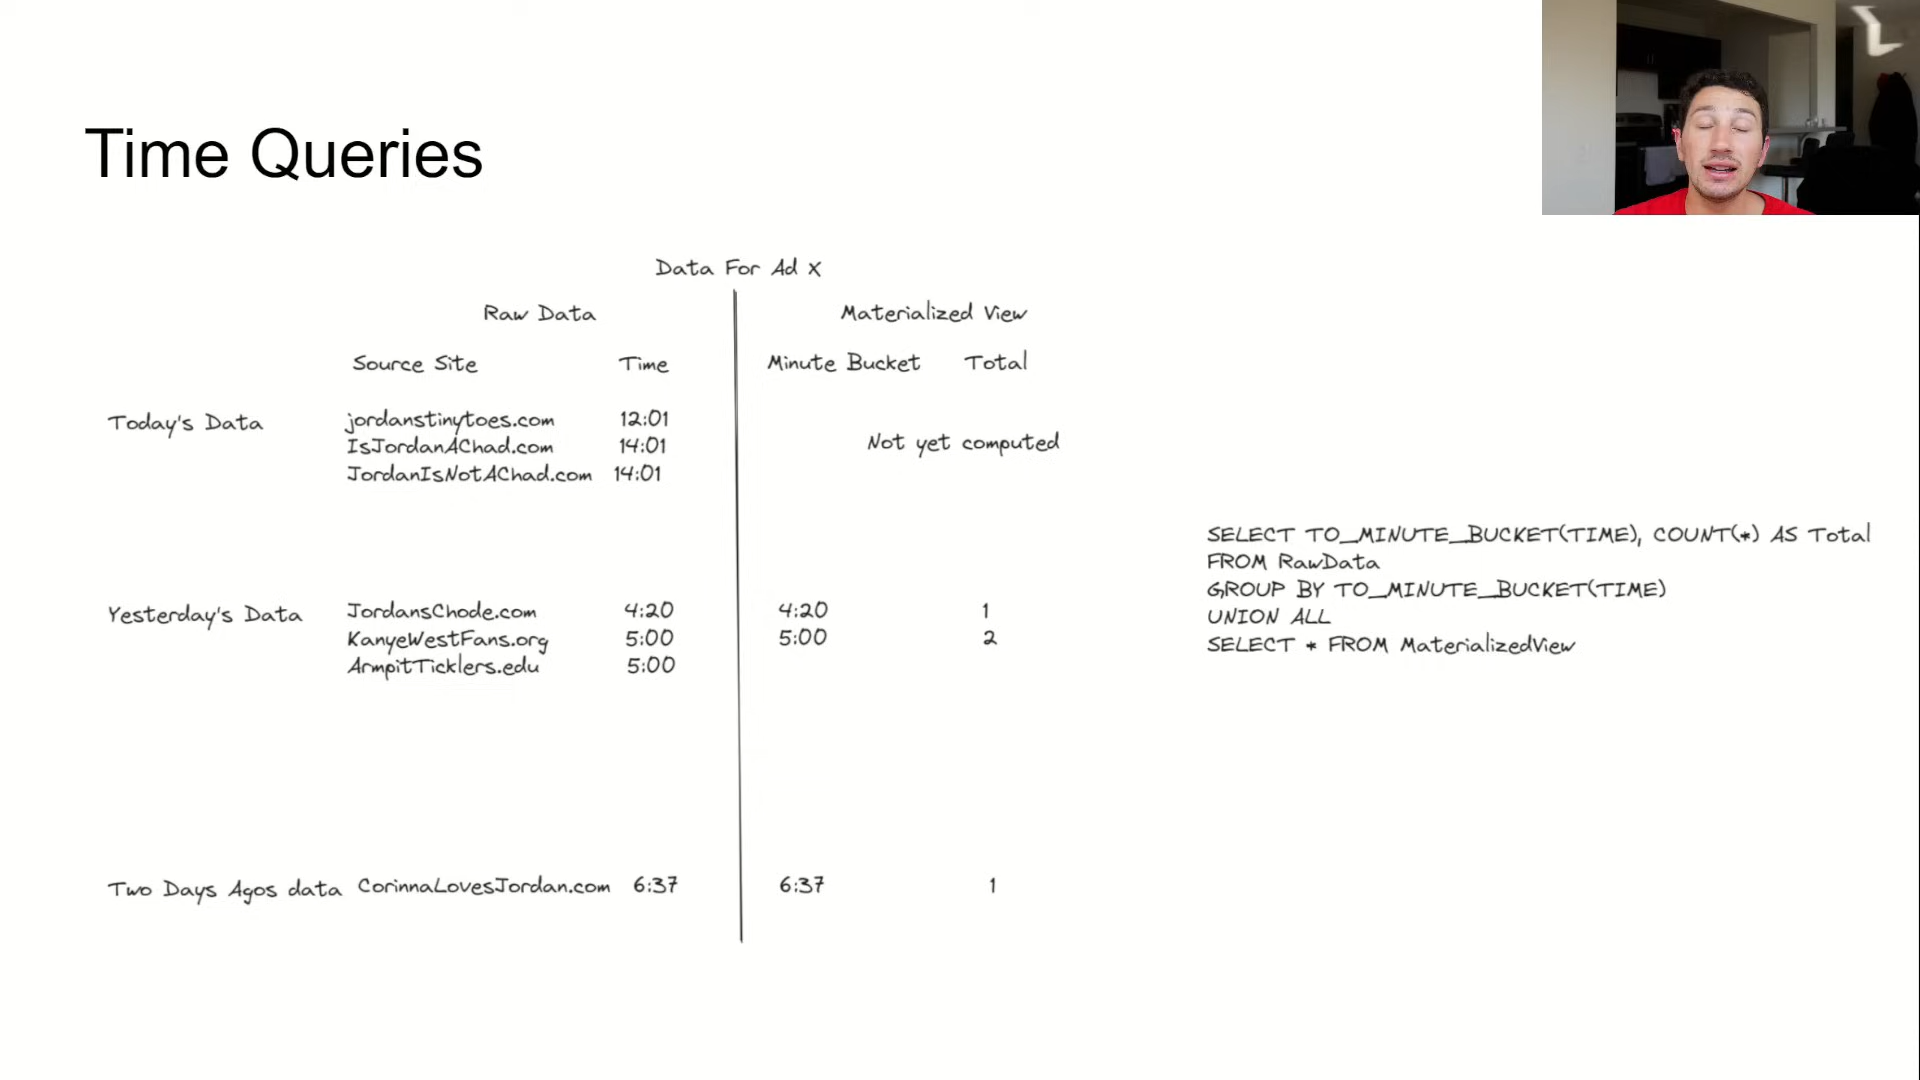 Time Queries
Data For Ad X
Raw Data Materialized View
Source Site Time Minute Bucket Total
Today's Data jordanstinytoes.com 12:01
IsJordanAChad.com 14:01 Not yet computed
JordanIsNotAChad.com 14:01
SELECT TO_MINUTE_BUCKET(TIME), COUNT(*) AS Total
FROM RawData
GROUP BY TO_MINUTE_BUCKET(TIME)
UNION ALL
SELECT * FROM MaterializedView
Yesterday's Data JordansChode.com 4:20 4:20 1
KanyeWestFans.org 5:00 5:00 2
ArmpitTicklers.edu 5:00
Two Days Agos data CorinnaLovesJordan.com 6:37 6:37 1